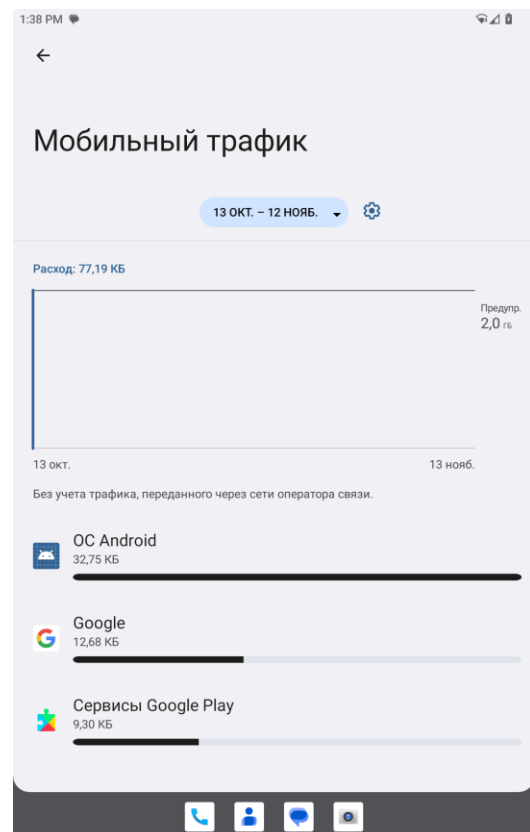 1:38 PM
Мобильный трафик
13 ОКТ. – 12 НОЯБ.
Расход: 77,19 КБ
Предупр.
2,0 ГБ
13 окт.
13 нояб.
Без учета трафика, переданного через сети оператора связи.
ОС Android
32,75 КБ
Google
12,68 КБ
Сервисы Google Play
9,30 КБ